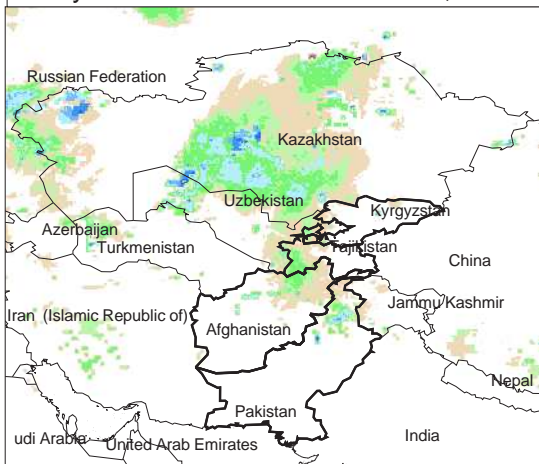 Russian Federation
Kazakhstan
Uzbekistan
Kyrgyzstan
Azerbaijan
Turkmenistan
Tajikistan
China
Jammu/Kashmir
Iran (Islamic Republic of)
Afghanistan
Nepal
Pakistan
udi Arabia
United Arab Emirates
India